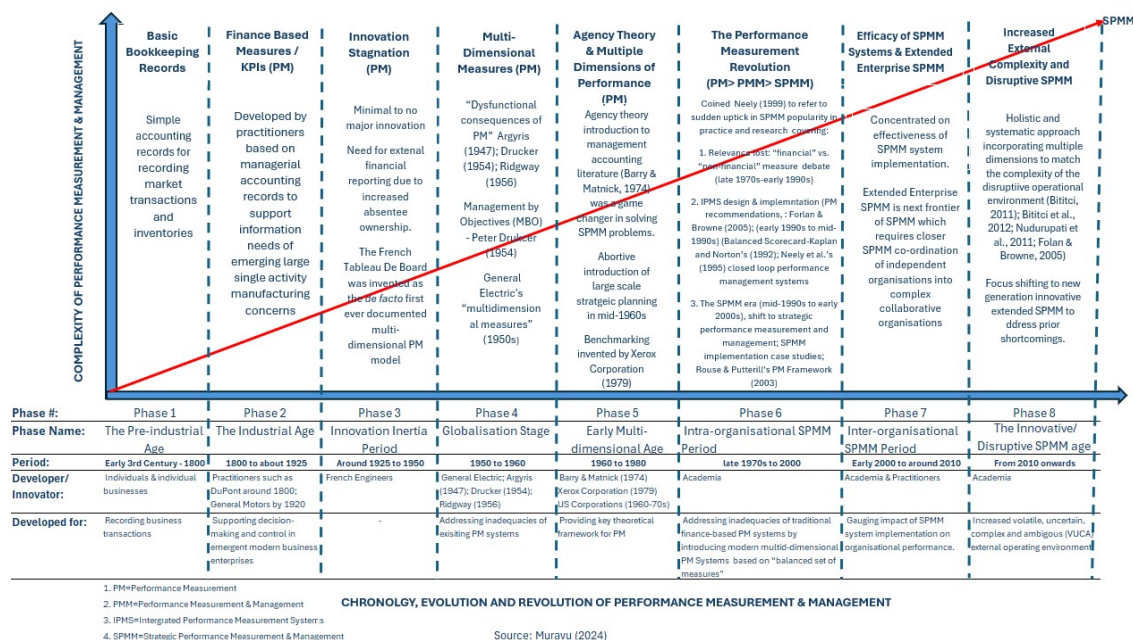 COMPLEXITY OF PERFORMANCE MEASUREMENT & MANAGEMENT
SPMM
Basic
Bookkeeping
Records
Simple
accounting
records for
recording
market
transactions
and
inventories
Finance Based
Measures /
KPIs (PM)
Developed by
practitioners
based on
managerial
accounting
records to
support
information
needs of
emerging large
single activity
manufacturing
concerns
Innovation
Stagnation
(PM)
Minimal to no
major innovation
Need for extenal
financial
reporting due to
increased
absentee
ownership.
The French
Tableau De Board
was invented as
the de facto first
ever documented
multi-
dimensional PM
model
Multi-
Dimensional
Measures (PM)
“Dysfunctional
consequences of
PM” Argyris
(1947); Drucker
(1954); Ridgway
(1956)
Management by
Objectives (MBO)
- Peter Drukcer
(1954)
General
Electric’s
“multidimension
al measures”
(1950s)
Agency Theory
& Multiple
Dimensions of
Performance
(PM)
Agency theory
introduction to
management
accounting
literature (Barry &
Matnick, 1974)
was a game
changer in solving
SPMM problems.
Abortive
introduction of
large scale
stratgeic planning
in mid-1960s
Benchmarking
invented by Xerox
Corporation
(1979)
The Performance
Measurement
Revolution
(PM> PMM> SPMM)
Coined Neely (1999) to refer to
sudden uptick in SPMM popularity in
practice and research covering:
1. Relevance lost: “financial” vs.
“non-financial” measure debate
(late 1970s-early 1990s)
2. IPMS design & implemntation (PM
recommendations, : Forlan &
Browne (2005); (early 1990s to mid-
1990s) (Balanced Scorecard-Kaplan
and Norton’s (1992); Neely et al.’s
(1995) closed loop performance
management systems
3. The SPMM era (mid-1990s to early
2000s), shift to strategic
performance measurement and
management; SPMM
implementation case studies;
Rouse & Putterill’s PM Framework
(2003)
Efficacy of SPMM
Systems & Extended
Enterprise SPMM
Concentrated on
effectiveness of
SPMM system
implementation.
Extended Enterprise
SPMM is next frontier
of SPMM which
requires closer
SPMM co-ordination
of independent
organisations into
complex
collaborative
organisations
Increased
External
Complexity and
Disruptive SPMM
Holistic and
systematic approach
incorporating multiple
dimensions to match
the complexity of the
disruptiive operational
environment (Bititci,
2011); Bititci et al.,
2012; Nudurupati et
al., 2011; Folan &
Browne, 2005)
Focus shifting to new
generation innovative
extended SPMM to
ddress prior
shortcomings.
Phase #: Phase 1 Phase 2 Phase 3 Phase 4 Phase 5 Phase 6 Phase 7 Phase 8
Phase Name:
The Pre-industrial
Age
The Industrial Age
Innovation Inertia
Period
Globalisation Stage
Early Multi-
dimensional Age
Intra-organisational SPMM
Period
Inter-organisational
SPMM Period
The Innovative/
Disruptive SPMM age
Period: Early 3rd Century - 1800 1800 to about 1925 Around 1925 to 1950 1950 to 1960 1960 to 1980 late 1970s to 2000 Early 2000 to around 2010 From 2010 onwards
Developer/
Innovator:
Individuals & individual
businesses
Practitioners such as
DuPont around 1800;
General Motors by 1920
French Engineers
General Electric; Argyris
(1947); Drucker (1954);
Ridgway (1956)
Barry & Matnick (1974)
Xerox Corporation (1979)
US Corporations (1960-70s)
Academia
Academia & Practitioners
Academia
Developed for:
Recording business
transactions
Supporting decision-
making and control in
emergent modern business
enterprises
-
Addressing inadequacies of
exisiting PM systems
Providing key theoretical
framework for PM
Addressing inadequacies of traditional
finance-based PM systems by
introducing modern multid-dimensional
PM Systems based on “balanced set of
measures”
Gauging impact of SPMM
system implementation on
organisational performance.
Increased volatile, uncertain,
complex and ambigous (VUCA)
external operating environment
1. PM=Performance Measurement
2. PMM=Performance Measurement & Management
3. IPMS=Intergrated Performance Measurement Systems
4. SPMM=Strategic Performance Measurement & Management
CHRONOLGY, EVOLUTION AND REVOLUTION OF PERFORMANCE MEASUREMENT & MANAGEMENT
Source: Muravu (2024)